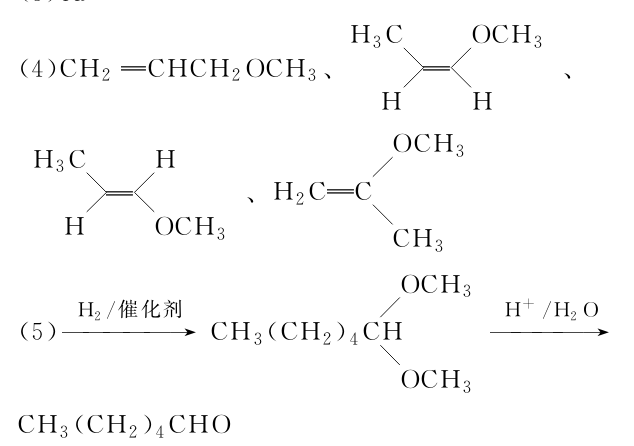 (4)CH₂=CHCH₂OCH₃、 H₃C OCH₃ 、
H H
H₃C H
H OCH₃ 、 H₂C=C OCH₃
CH₃
(5) H₂/催化剂 CH₃(CH₂)₄CH OCH₃ H⁺/H₂O
OCH₃
CH₃(CH₂)₄CHO